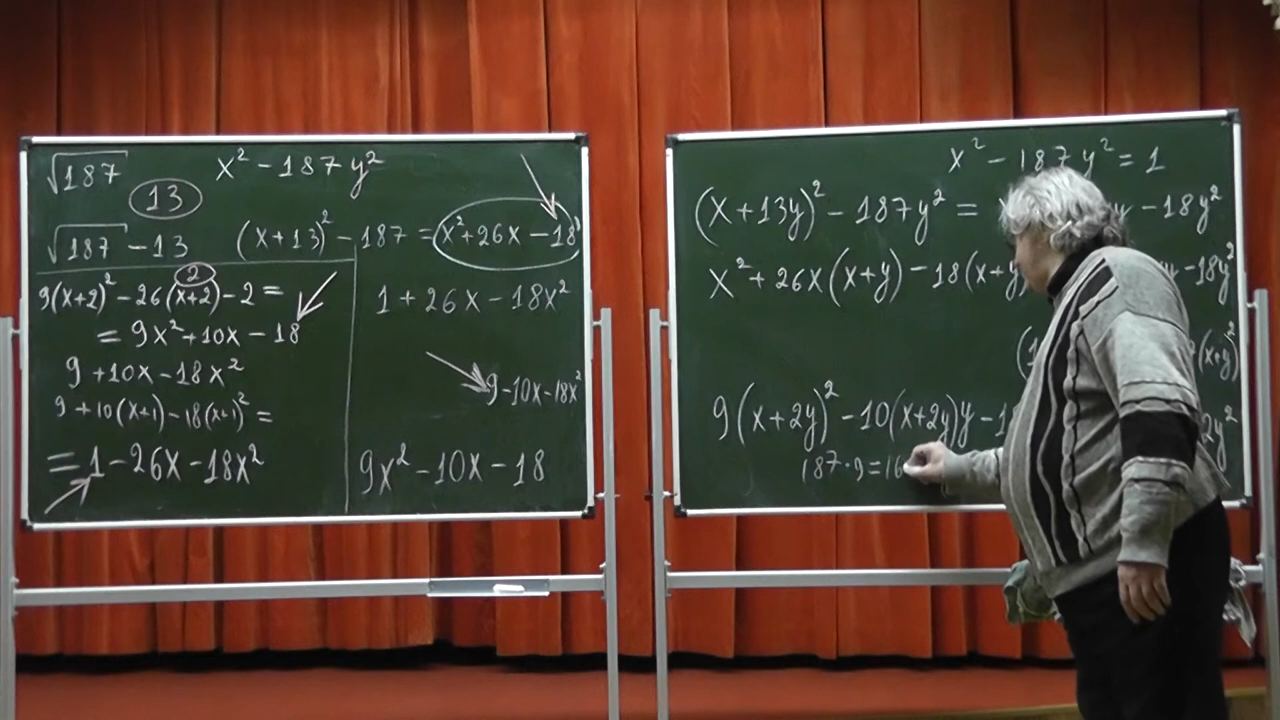 √187 x² − 187y²
13
√187 − 13 (x+13)² − 187 = x² + 26x − 18
9(x+2)² − 26(x+2) − 2 =
2
= 9x² + 10x − 18
9 + 10x − 18x²
9 + 10(x+1) − 18(x+1)² =
= 1 − 26x − 18x²
1 + 26x − 18x²
9 − 10x − 18x²
9x² − 10x − 18
x² − 187y² = 1
(x + 13y)² − 187y² = − 18y²
x² + 26x(x+y) − 18(x+y − 18y²
(x+y)
9(x+2y)² − 10(x+2y)y − 1 2y²
187·9 = 16